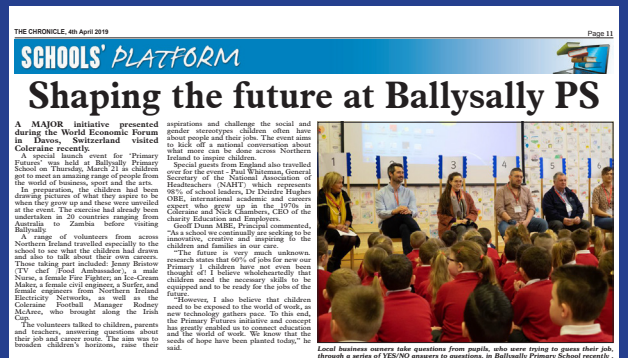 THE CHRONICLE, 4th April 2019
Page 11
SCHOOLS' PLATFORM
Shaping the future at Ballysally PS
A MAJOR initiative presented
during the World Economic Forum
in Davos, Switzerland visited
Coleraine recently.
A special launch event for 'Primary
Futures' was held at Ballysally Primary
School on Thursday, March 21 as children
got to meet an amazing range of people from
the world of business, sport and the arts.
In preparation, the children had been
drawing pictures of what they aspire to be
when they grow up and these were unveiled
at the event. The exercise had already been
undertaken in 20 countries ranging from
Australia to Zambia before visiting
Ballysally.
A range of volunteers from across
Northern Ireland travelled especially to the
school to see what the children had drawn
and also to talk about their own careers.
Those taking part included: Jenny Bristow
(TV chef /Food Ambassador), a male
Nurse, a female Fire Fighter; an Ice-Cream
Maker, a female civil engineer, a Surfer, and
female engineers from Northern Ireland
Electricity Networks, as well as the
Coleraine Football Manager Rodney
McAree, who brought along the Irish
Cup.
The volunteers talked to children, parents
and teachers, answering questions about
their job and career route. The aim was to
broaden children's horizons, raise their
aspirations and challenge the social and
gender stereotypes children often have
about people and their jobs. The event aims
to kick off a national conversation about
what more can be done across Northern
Ireland to inspire children.
Special guests from England also travelled
over for the event - Paul Whiteman, General
Secretary of the National Association of
Headteachers (NAHT) which represents
98% of school leaders, Dr Deirdre Hughes
OBE, international academic and careers
expert who grew up in the 1970s in
Coleraine and Nick Chambers, CEO of the
charity Education and Employers.
Geoff Dunn MBE, Principal commented,
"As a school we continually are seeking to be
innovative, creative and inspiring to the
children and families in our care.
"The future is very much unknown.
research states that 60% of jobs for new our
Primary 1 children have not even been
thought of! I believe wholeheartedly that
children need the necessary skills to be
equipped and to be ready for the jobs of the
future.
"However, I also believe that children
need to be exposed to the world of work, as
new technology gathers pace. To this end,
the Primary Futures initiative and concept
has greatly enabled us to connect education
and the world of work. We know that the
seeds of hope have been planted today," he
said.
3
4
5
Local business owners take questions from pupils, who were trying to guess their job,
through a series of YES/NO answers to questions, in Ballysally Primary School recently .